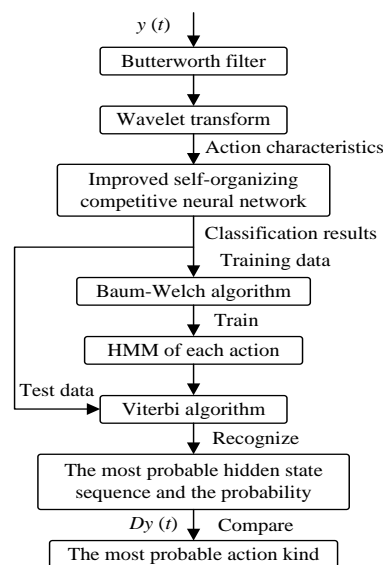 y (t)
Butterworth filter
Wavelet transform
Action characteristics
Improved self-organizing
competitive neural network
Classification results
Training data
Baum-Welch algorithm
Train
HMM of each action
Test data
Viterbi algorithm
Recognize
The most probable hidden state
sequence and the probability
Dy (t) Compare
The most probable action kind